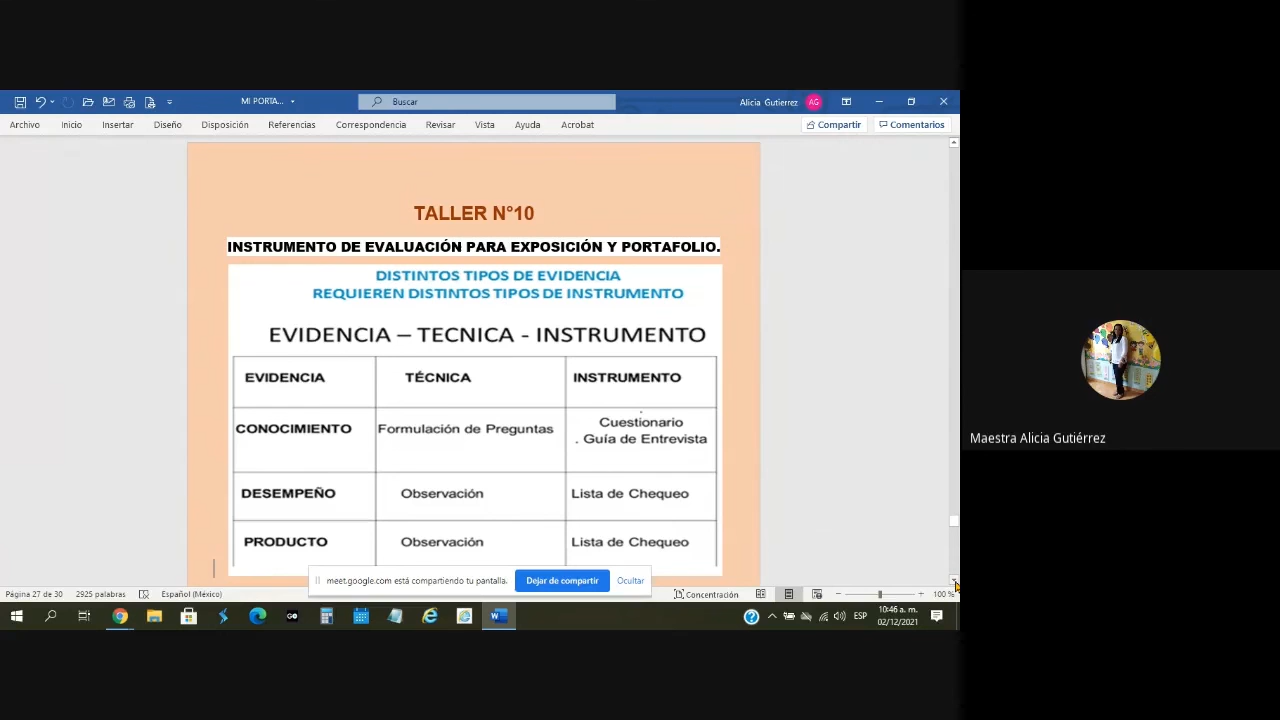 MI PORTA...
Buscar
Alicia Gutierrez
AG
Archivo
Inicio
Insertar
Diseño
Disposición
Referencias
Correspondencia
Revisar
Vista
Ayuda
Acrobat
Compartir
Comentarios
TALLER N°10
INSTRUMENTO DE EVALUACIÓN PARA EXPOSICIÓN Y PORTAFOLIO.
DISTINTOS TIPOS DE EVIDENCIA
REQUIEREN DISTINTOS TIPOS DE INSTRUMENTO
EVIDENCIA – TECNICA - INSTRUMENTO
EVIDENCIA TÉCNICA INSTRUMENTO
CONOCIMIENTO Formulación de Preguntas Cuestionario
. Guía de Entrevista
DESEMPEÑO Observación Lista de Chequeo
PRODUCTO Observación Lista de Chequeo
meet.google.com está compartiendo tu pantalla.
Dejar de compartir
Ocultar
Página 27 de 30
2925 palabras
Español (México)
Concentración
100 %
ESP
10:46 a. m.
02/12/2021
Maestra Alicia Gutiérrez